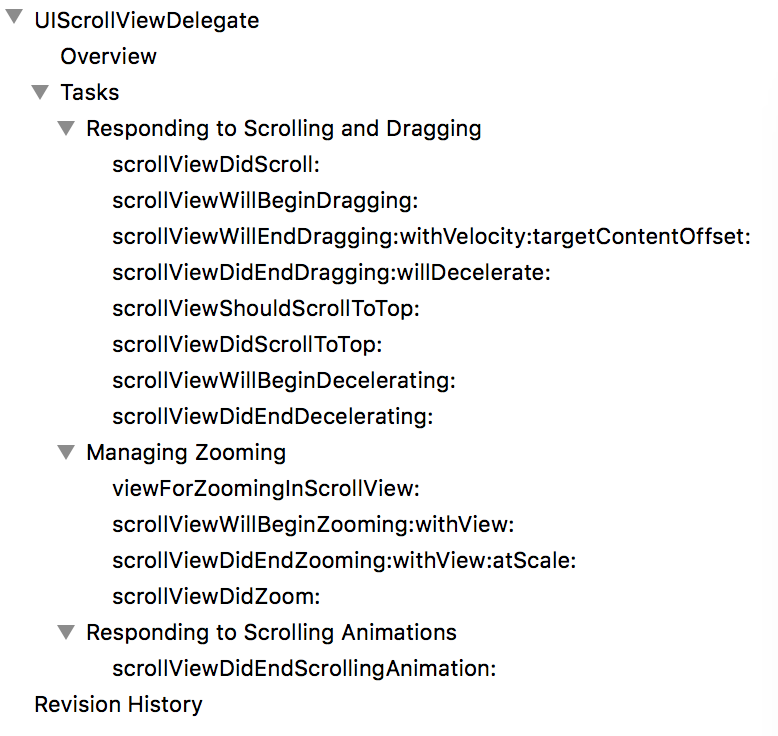 UIScrollViewDelegate
Overview
Tasks
Responding to Scrolling and Dragging
scrollViewDidScroll:
scrollViewWillBeginDragging:
scrollViewWillEndDragging:withVelocity:targetContentOffset:
scrollViewDidEndDragging:willDecelerate:
scrollViewShouldScrollToTop:
scrollViewDidScrollToTop:
scrollViewWillBeginDecelerating:
scrollViewDidEndDecelerating:
Managing Zooming
viewForZoomingInScrollView:
scrollViewWillBeginZooming:withView:
scrollViewDidEndZooming:withView:atScale:
scrollViewDidZoom:
Responding to Scrolling Animations
scrollViewDidEndScrollingAnimation:
Revision History